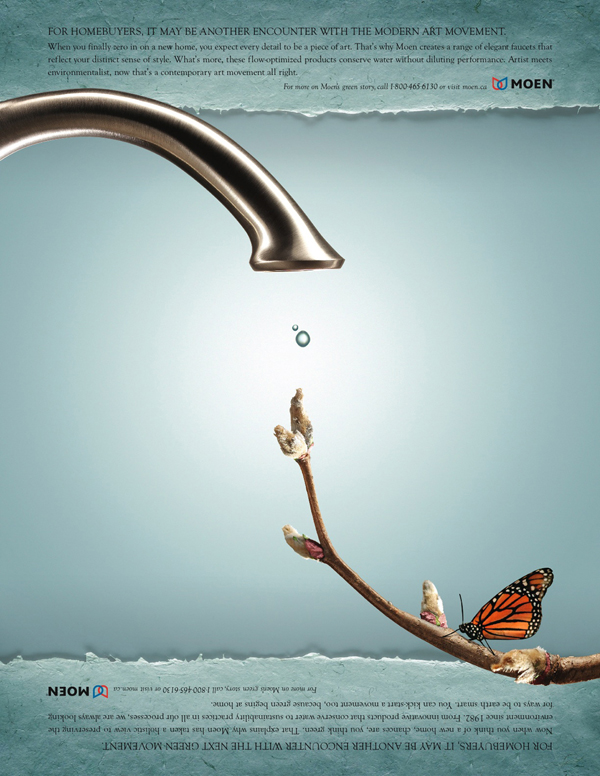 FOR HOMEBUYERS, IT MAY BE ANOTHER ENCOUNTER WITH THE MODERN ART MOVEMENT.
When you finally zero in on a new home, you expect every detail to be a piece of art. That's why Moen creates a range of elegant faucets that
reflect your distinct sense of style. What's more, these flow-optimized products conserve water without diluting performance. Artist meets
environmentalist, now that's a contemporary art movement all right.
For more on Moen's green story, call 1 800 465 6130 or visit moen.ca MOEN
FOR HOMEBUYERS, IT MAY BE ANOTHER ENCOUNTER WITH THE NEXT GREEN MOVEMENT.
Now when you think of a new home, chances are, you think green. That explains why Moen has taken a holistic view to preserving the
environment since 1982. From innovative products that conserve water to sustainability practices in all our processes, we are always looking
for ways to be earth smart. You can kick-start a movement too, because green begins at home.
For more on Moen's green story, call 1 800 465 6130 or visit moen.ca MOEN